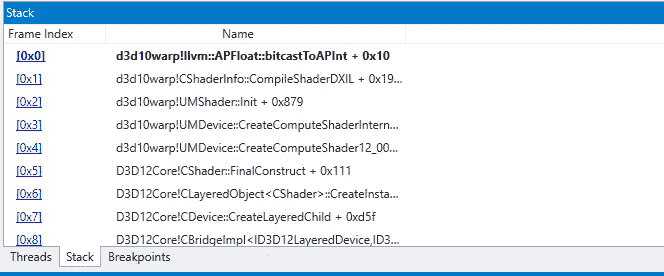 Stack
Frame Index Name
[0x0] d3d10warp!llvm::APFloat::bitcastToAPInt + 0x10
[0x1] d3d10warp!CShaderInfo::CompileShaderDXIL + 0x19...
[0x2] d3d10warp!UMShader::Init + 0x879
[0x3] d3d10warp!UMDevice::CreateComputeShaderIntern...
[0x4] d3d10warp!UMDevice::CreateComputeShader12_00...
[0x5] D3D12Core!CShader::FinalConstruct + 0x111
[0x6] D3D12Core!CLayeredObject<CShader>::CreateInsta...
[0x7] D3D12Core!CDevice::CreateLayeredChild + 0xd5f
[0x8] D3D12Core!CBridgeImpl<ID3D12LayeredDevice,ID3...
Threads Stack Breakpoints